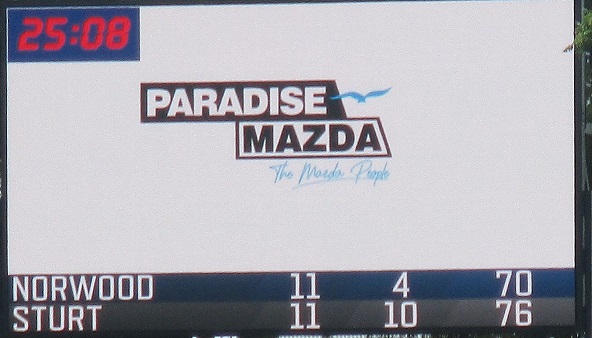 25:08
PARADISE
MAZDA
The Mazda People
NORWOOD 11 4 70
STURT 11 10 76